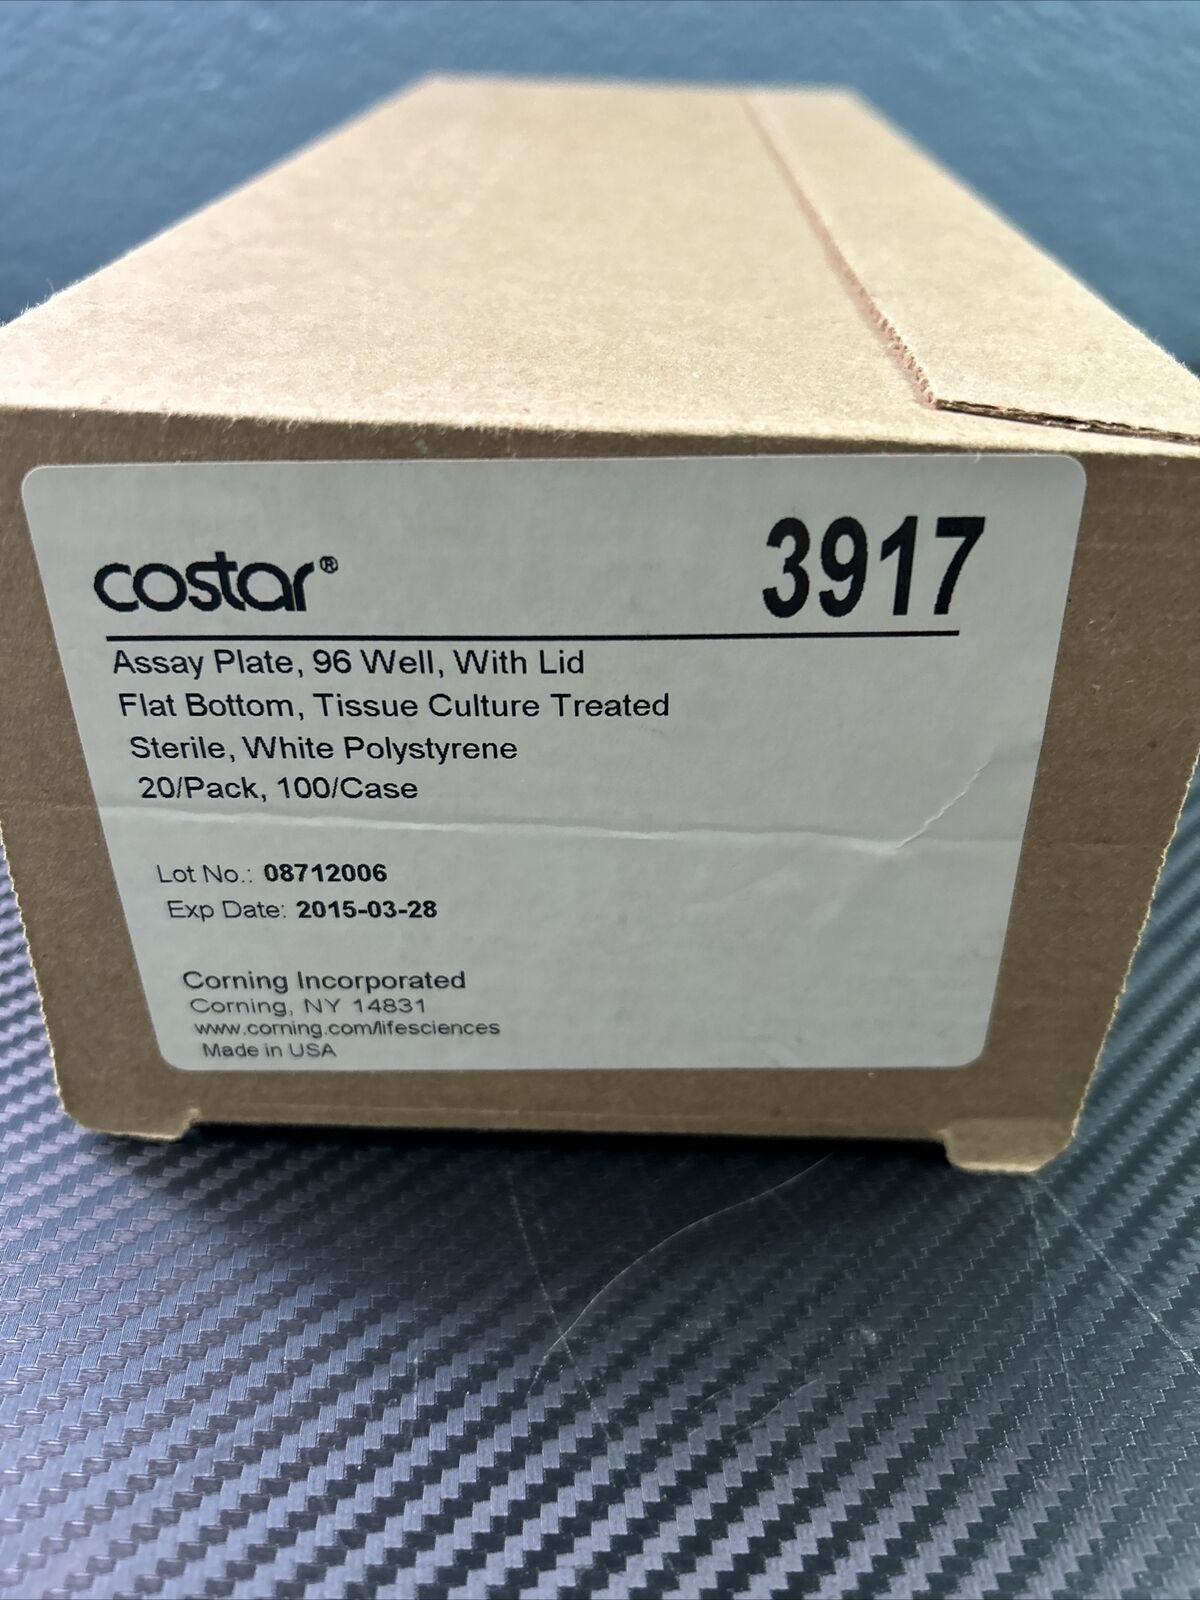 costar® 3917
Assay Plate, 96 Well, With Lid
Flat Bottom, Tissue Culture Treated
Sterile, White Polystyrene
20/Pack, 100/Case
Lot No.: 08712006
Exp Date: 2015-03-28
Corning Incorporated
Corning, NY 14831
www.corning.com/lifesciences
Made in USA